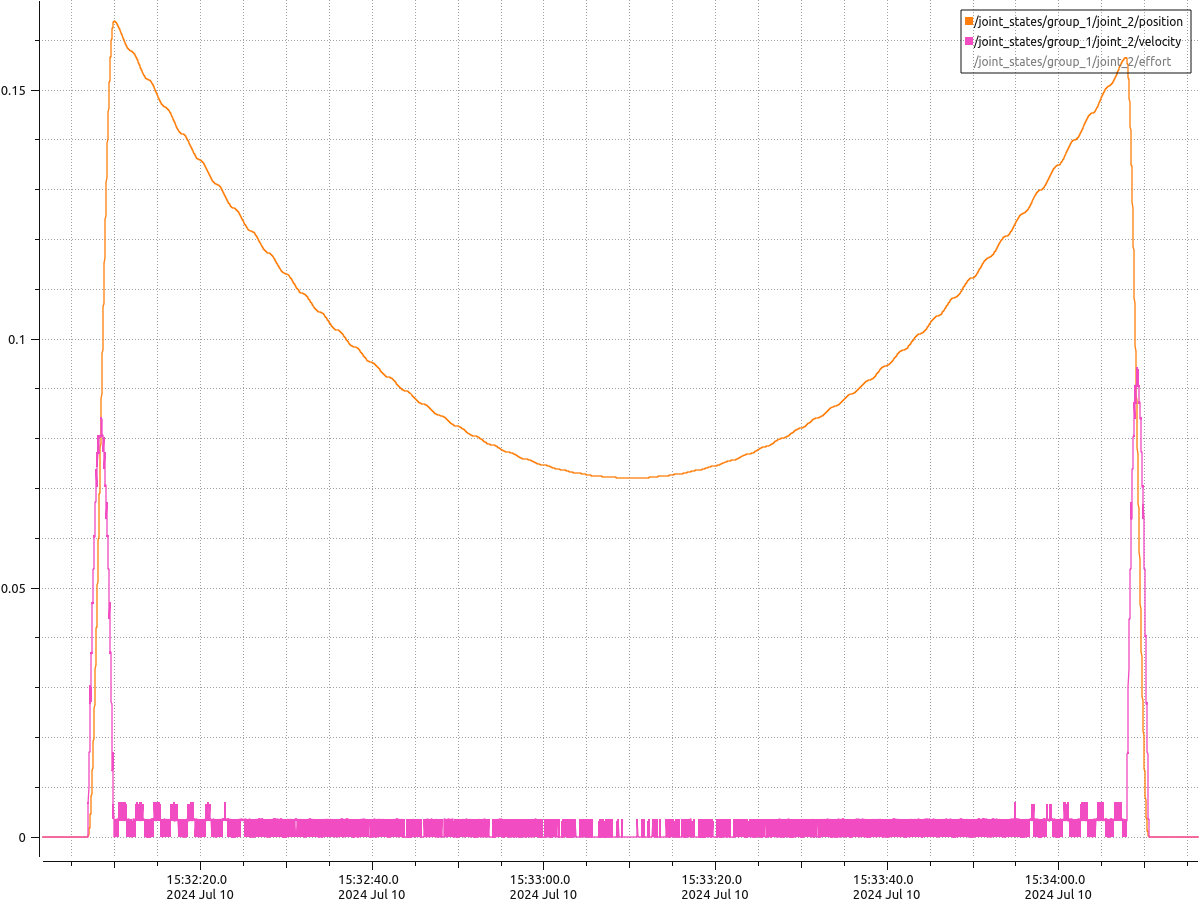 /joint_states/group_1/joint_2/position
/joint_states/group_1/joint_2/velocity
/joint_states/group_1/joint_2/effort
0.15
0.1
0.05
0
15:32:20.0 15:32:40.0 15:33:00.0 15:33:20.0 15:33:40.0 15:34:00.0
2024 Jul 10 2024 Jul 10 2024 Jul 10 2024 Jul 10 2024 Jul 10 2024 Jul 10